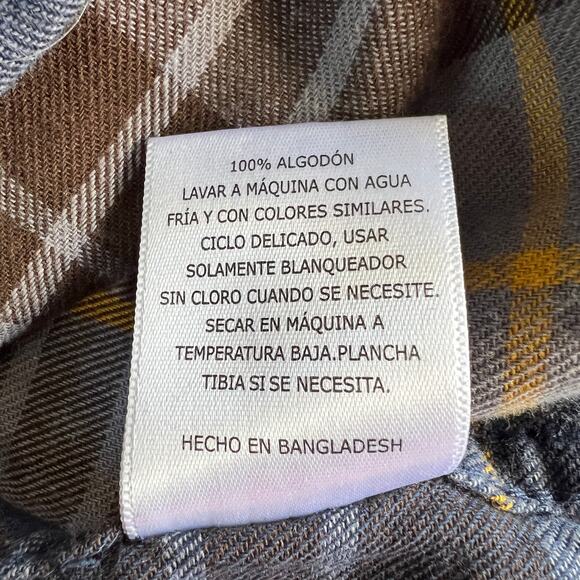 100% ALGODÓN
LAVAR A MÁQUINA CON AGUA
FRÍA Y CON COLORES SIMILARES.
CICLO DELICADO, USAR
SOLAMENTE BLANQUEADOR
SIN CLORO CUANDO SE NECESITE.
SECAR EN MÁQUINA A
TEMPERATURA BAJA.PLANCHA
TIBIA SI SE NECESITA.
HECHO EN BANGLADESH